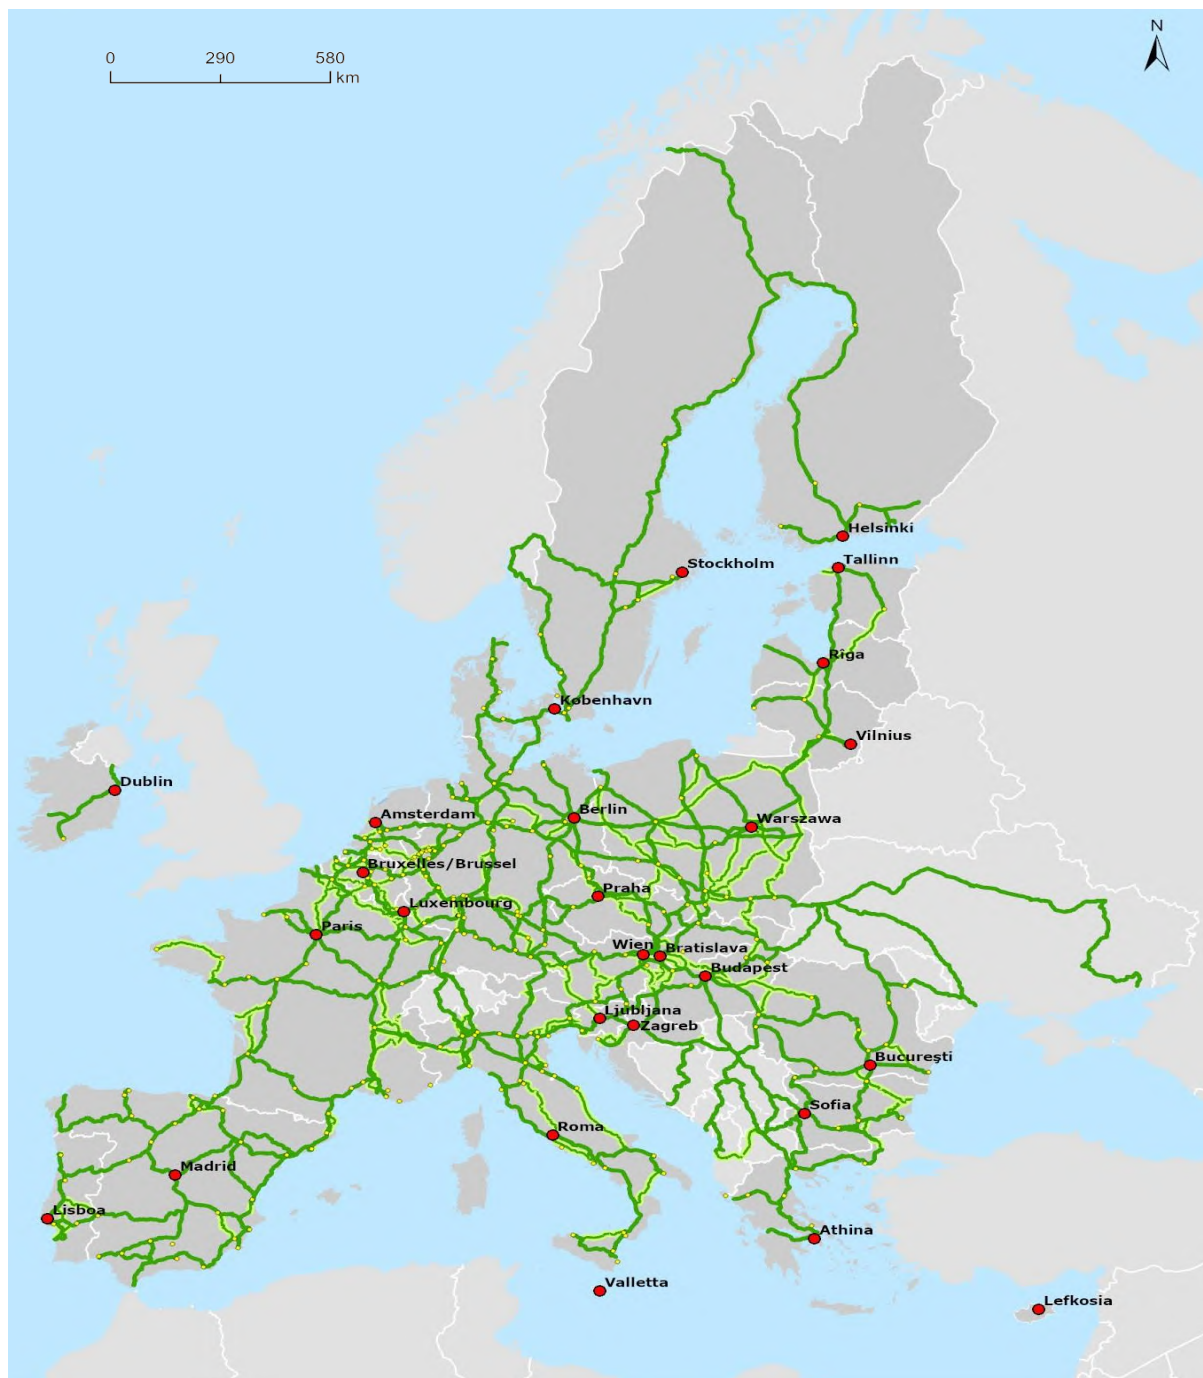 N
0 290 580
km
Helsinki
Tallinn
Stockholm
Rīga
København
Vilnius
Dublin
Amsterdam
Berlin
Warszawa
Bruxelles/Brussel
Praha
Luxembourg
Paris
Wien
Bratislava
Budapest
Ljubljana
Zagreb
Bucureşti
Sofia
Roma
Madrid
Lisboa
Athina
Valletta
Lefkosia